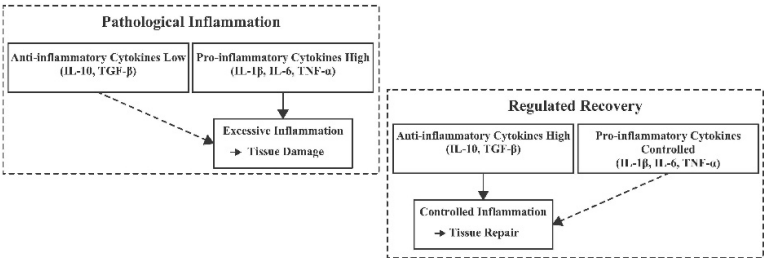 Pathological Inflammation
Anti-inflammatory Cytokines Low
(IL-10, TGF-β)
Pro-inflammatory Cytokines High
(IL-1β, IL-6, TNF-α)
Excessive Inflammation
→ Tissue Damage
Regulated Recovery
Anti-inflammatory Cytokines High
(IL-10, TGF-β)
Pro-inflammatory Cytokines
Controlled
(IL-1β, IL-6, TNF-α)
Controlled Inflammation
→ Tissue Repair